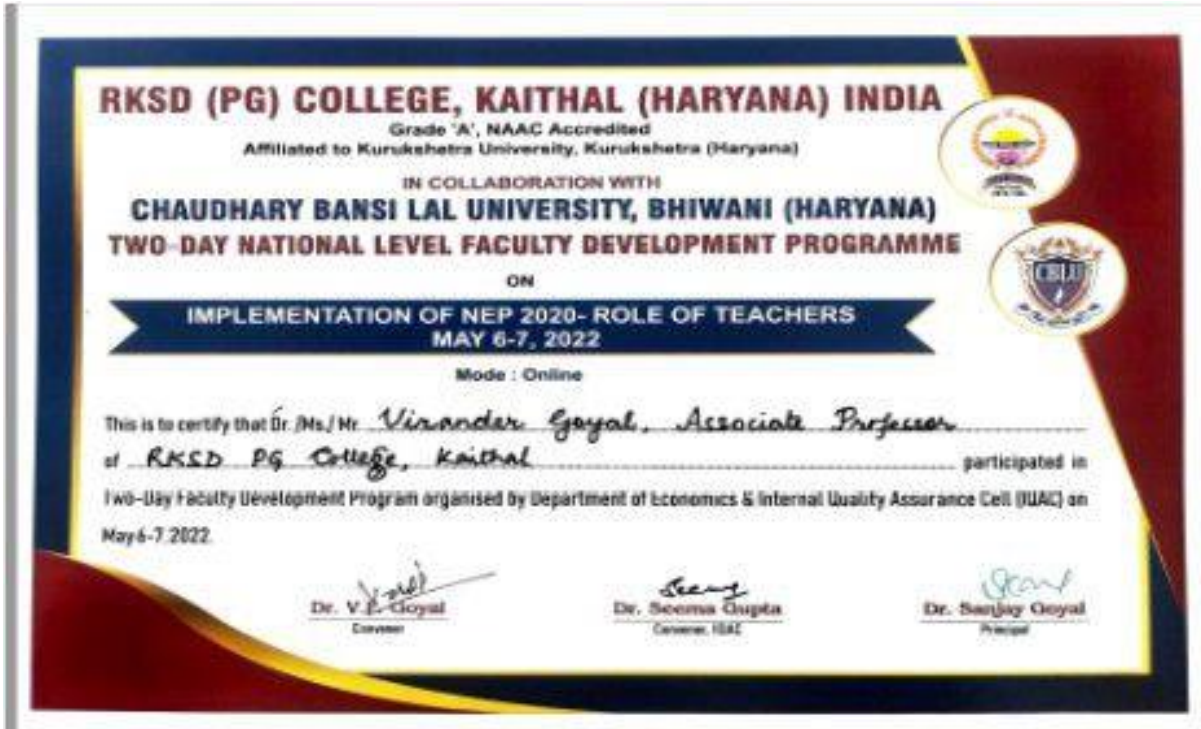 RKSD (PG) COLLEGE, KAITHAL (HARYANA) INDIA
Grade 'A', NAAC Accredited
Affiliated to Kurukshetra University, Kurukshetra (Haryana)
IN COLLABORATION WITH
CHAUDHARY BANSI LAL UNIVERSITY, BHIWANI (HARYANA)
TWO-DAY NATIONAL LEVEL FACULTY DEVELOPMENT PROGRAMME
CBLU
ON
IMPLEMENTATION OF NEP 2020- ROLE OF TEACHERS
MAY 6-7, 2022
Mode : Online
This is to certify that Dr./Ms./Mr. Virander Goyal, Associate Professor
of RKSD PG College, Kaithal participated in
Two-Day Faculty Development Program organised by Department of Economics & Internal Quality Assurance Cell (IQAC) on
May 6-7, 2022.
Dr. V.P. Goyal Dr. Seema Gupta Dr. Sanjay Goyal
Convener Convener, IQAC Principal